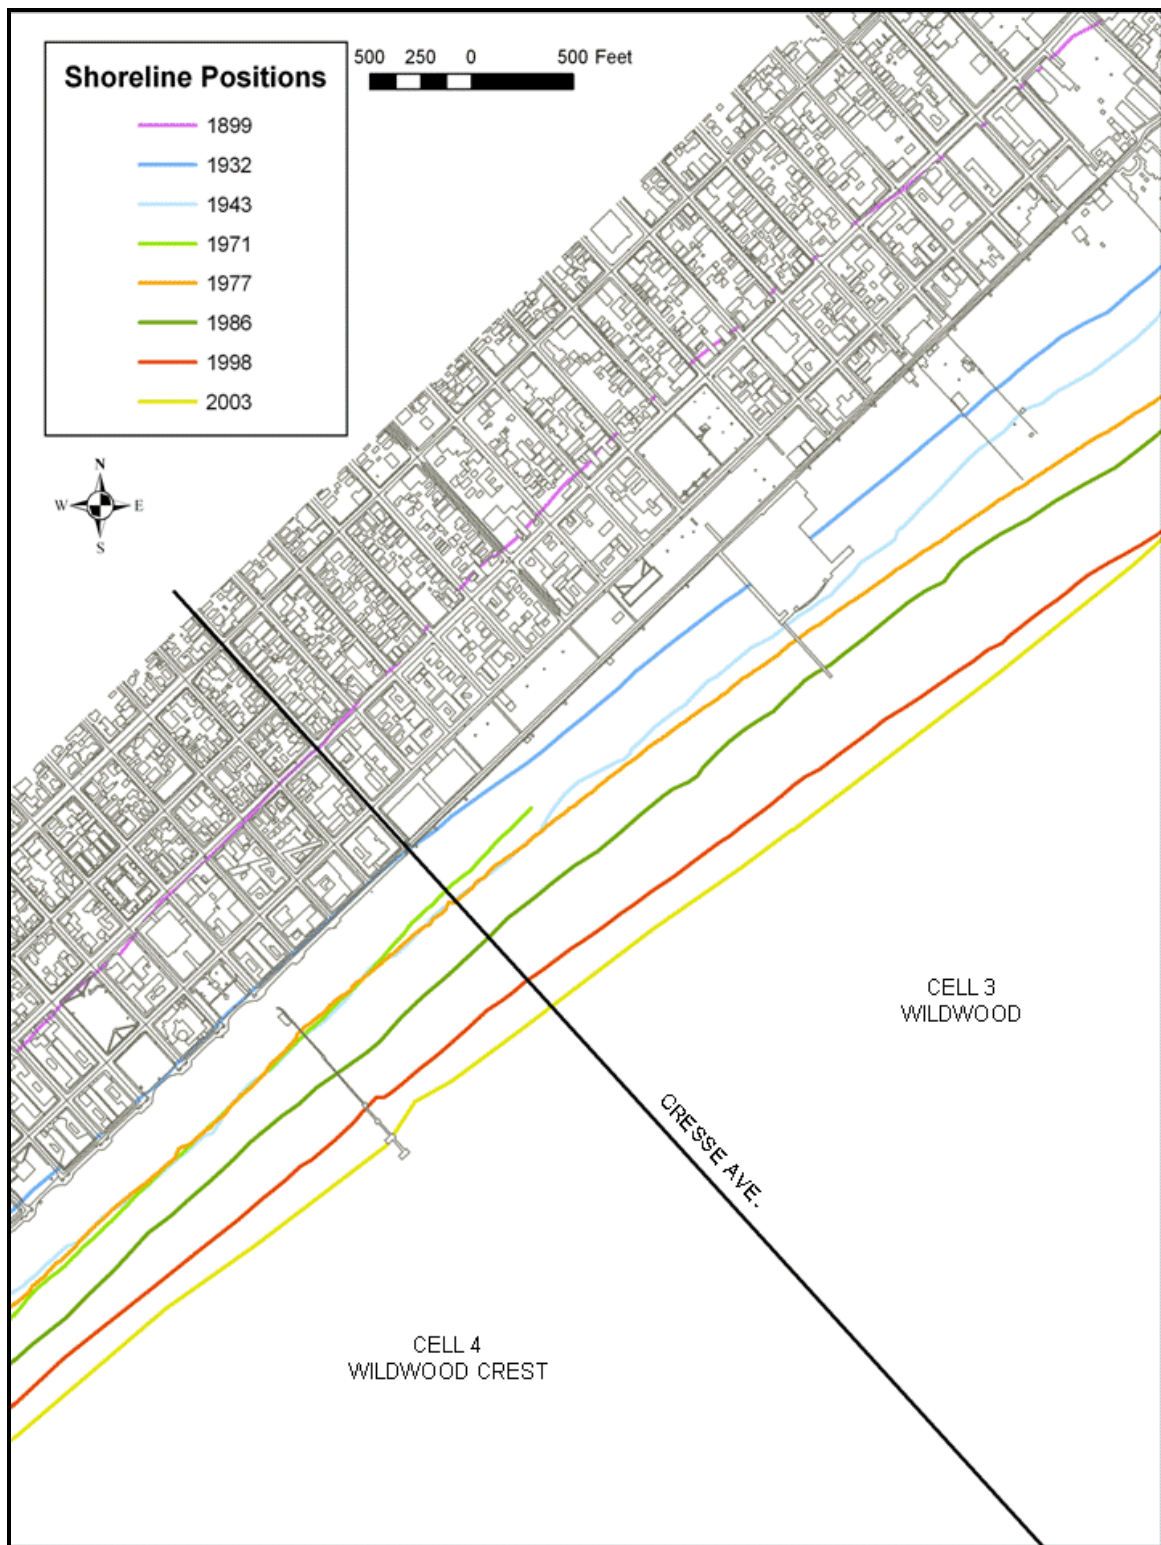 500 250 0 500 Feet
Shoreline Positions
1899
1932
1943
1971
1977
1986
1998
2003
N
W E
S
CELL 3
WILDWOOD
CRESSE AVE.
CELL 4
WILDWOOD CREST